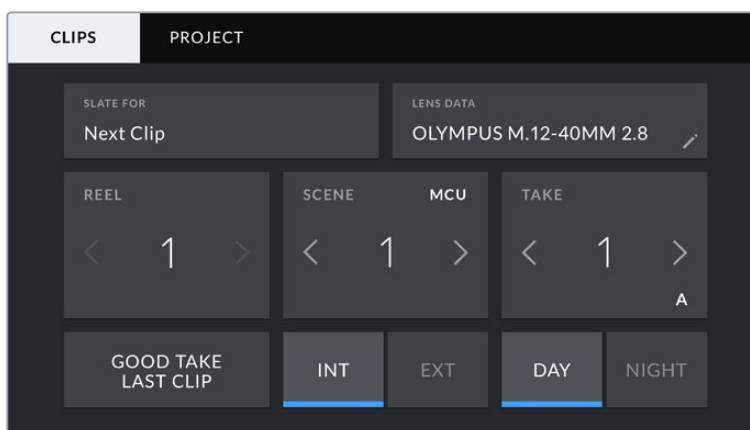 CLIPS PROJECT
SLATE FOR
Next Clip
LENS DATA
OLYMPUS M.12-40MM 2.8
REEL
1
SCENE MCU
1
TAKE
1
A
GOOD TAKE
LAST CLIP
INT EXT
DAY NIGHT